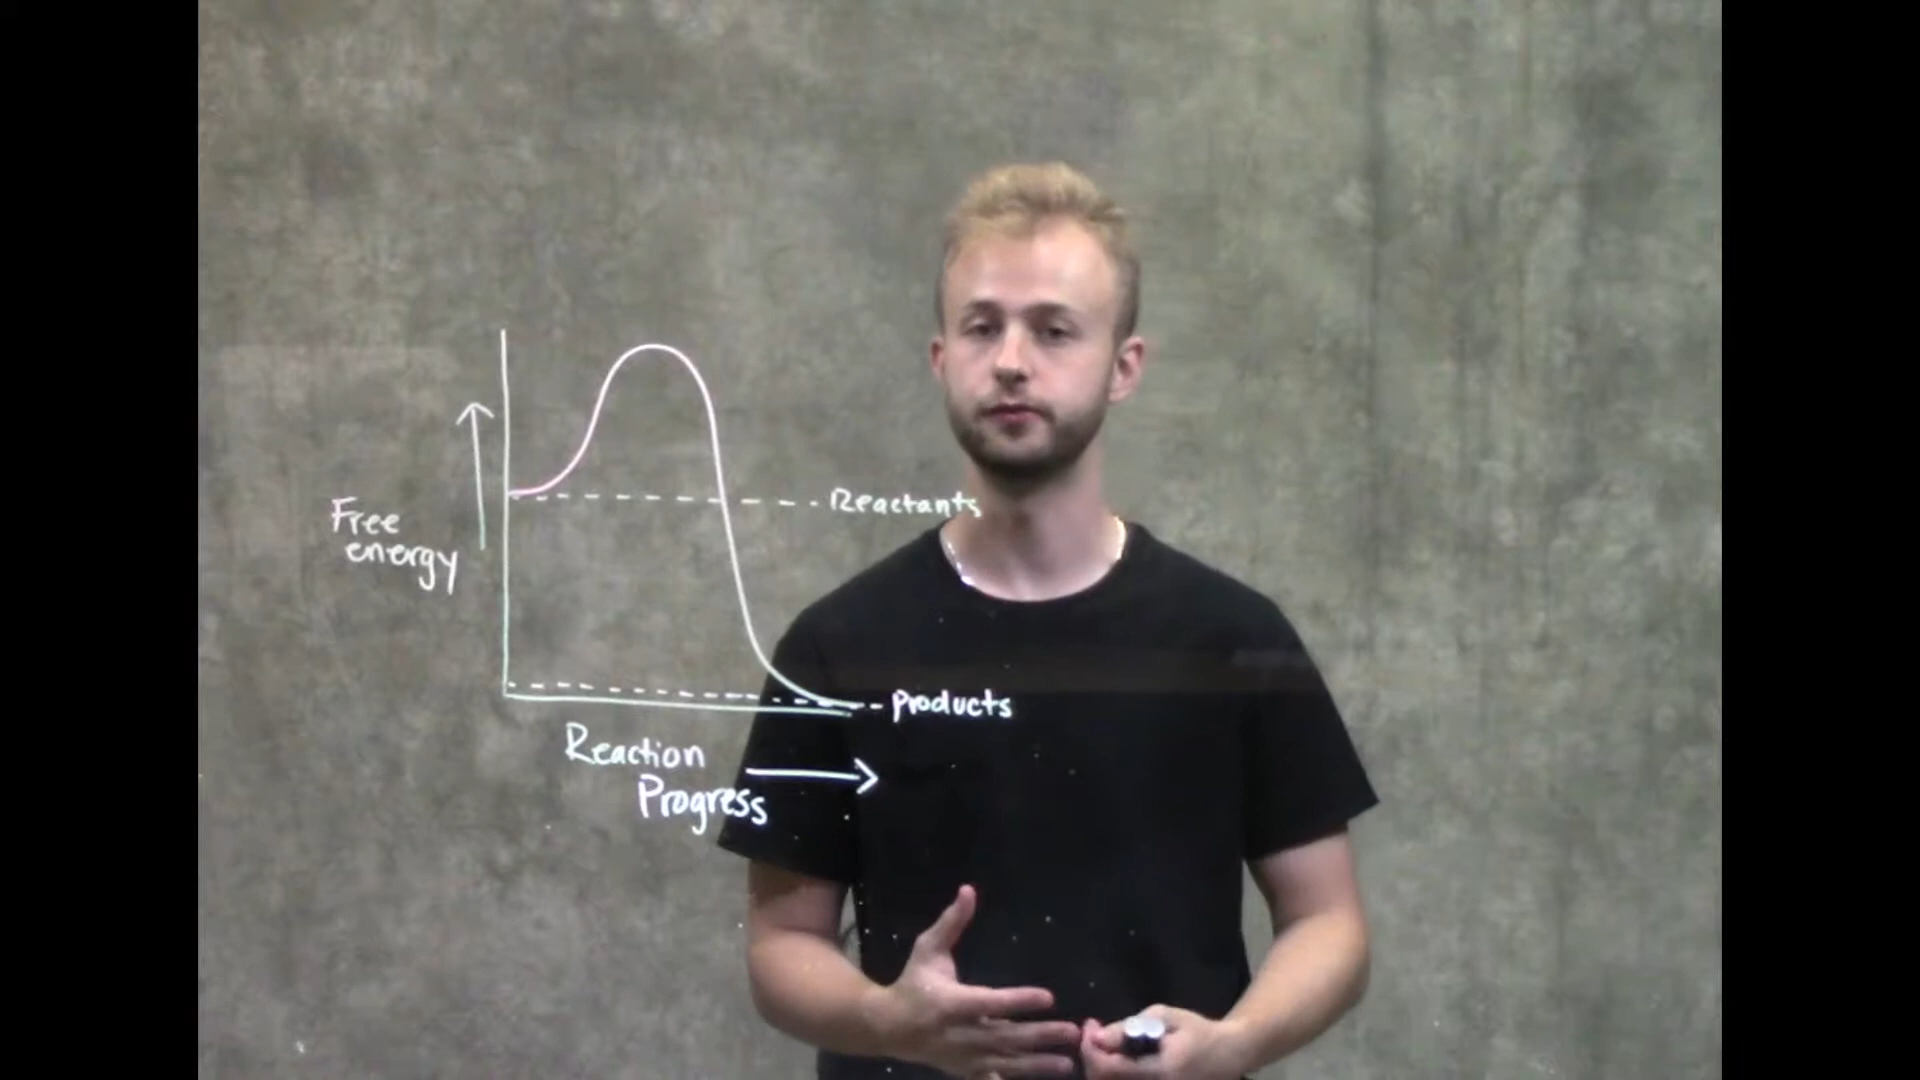 Reactants
Free
energy
Products
Reaction
Progress